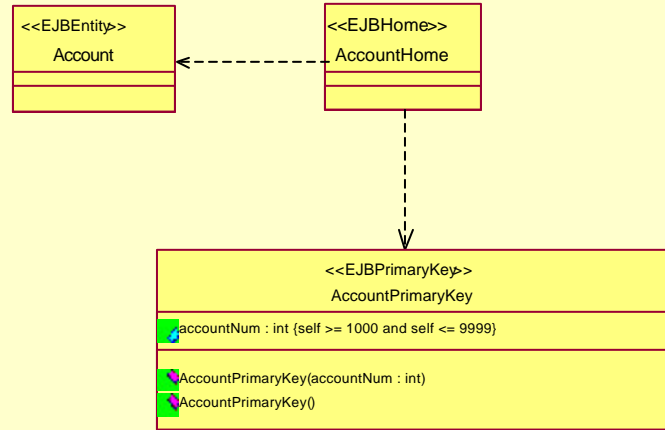 <<EJBEntity>>
Account
<<EJBHome>>
AccountHome
<<EJBPrimaryKey>>
AccountPrimaryKey
accountNum : int {self >= 1000 and self <= 9999}
AccountPrimaryKey(accountNum : int)
AccountPrimaryKey()